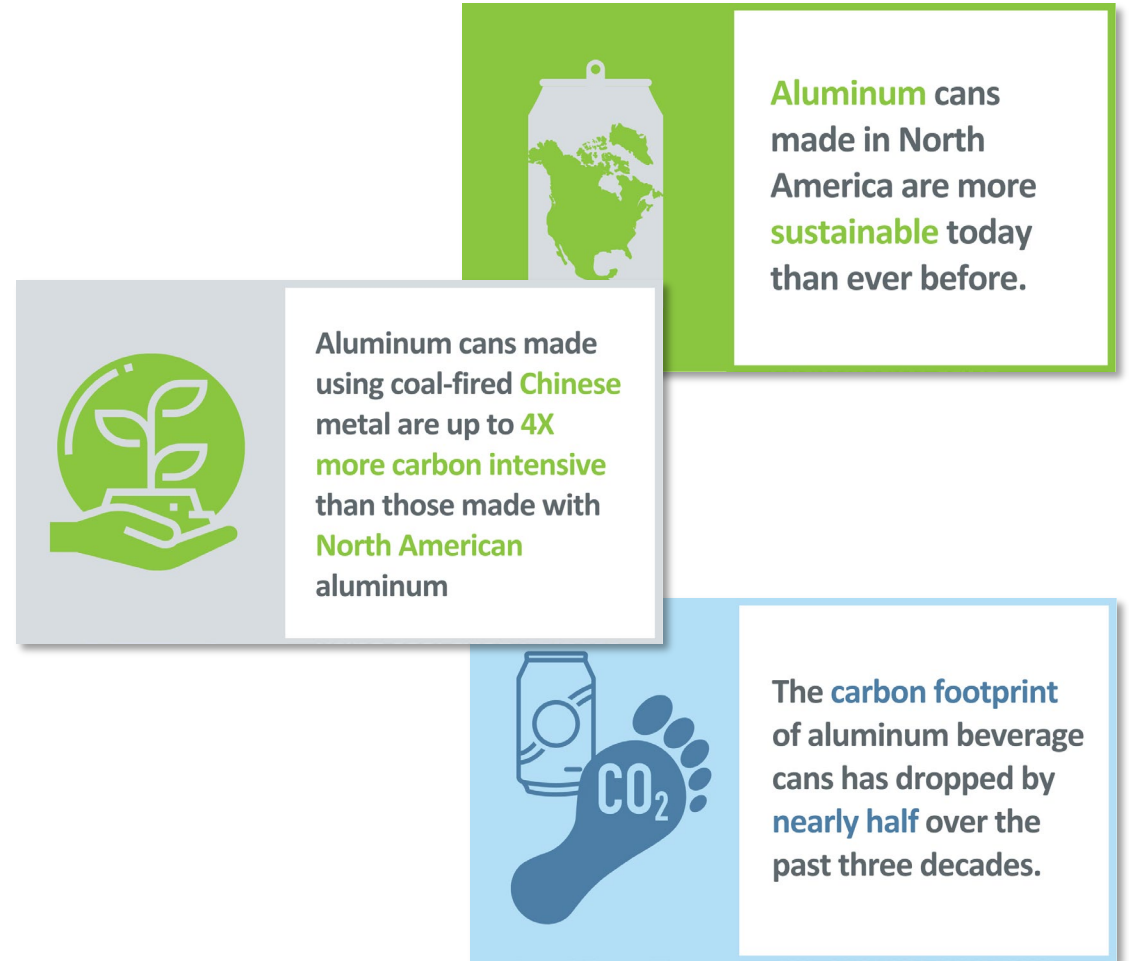 Aluminum cans
made in North
America are more
sustainable today
than ever before.
Aluminum cans made
using coal-fired Chinese
metal are up to 4X
more carbon intensive
than those made with
North American
aluminum
CO₂
The carbon footprint
of aluminum beverage
cans has dropped by
nearly half over the
past three decades.